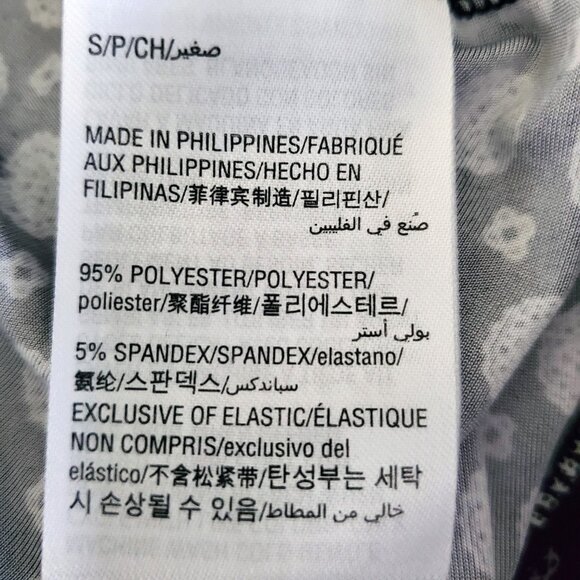 S/P/CH/صغير
MADE IN PHILIPPINES/FABRIQUÉ
AUX PHILIPPINES/HECHO EN
FILIPINAS/菲律宾制造/필리핀산/
صُنع في الفليبين
95% POLYESTER/POLYESTER/
poliester/聚酯纤维/폴리에스테르/
بولي أستر
5% SPANDEX/SPANDEX/elastano/
氨纶/스판덱스/سباندكس
EXCLUSIVE OF ELASTIC/ÉLASTIQUE
NON COMPRIS/exclusivo del
elástico/不含松紧带/탄성부는 세탁
시 손상될 수 있음/خالي من المطاط